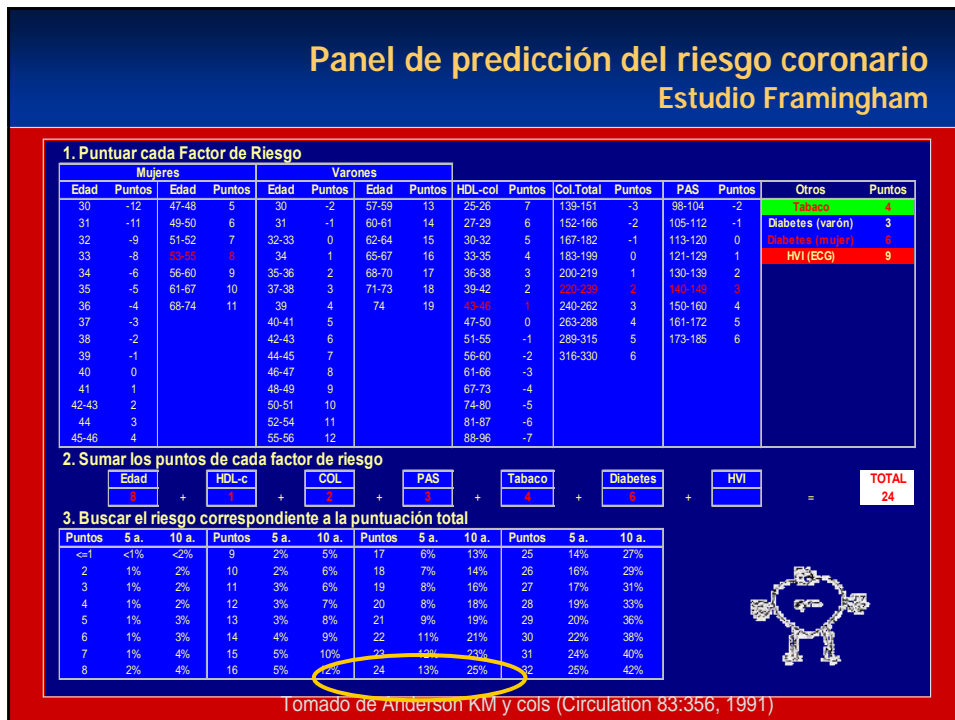 Panel de predicción del riesgo coronario
Estudio Framingham
1. Puntuar cada Factor de Riesgo
Mujeres Varones
Edad Puntos Edad Puntos Edad Puntos Edad Puntos HDL-col Puntos Col.Total Puntos PAS Puntos Otros Puntos
30 -12 47-48 5 30 -2 57-59 13 25-26 7 139-151 -3 98-104 -2 Tabaco 4
31 -11 49-50 6 31 -1 60-61 14 27-29 6 152-166 -2 105-112 -1 Diabetes (varón) 3
32 -9 51-52 7 32-33 0 62-64 15 30-32 5 167-182 -1 113-120 0 Diabetes (mujer) 6
33 -8 53-55 8 34 1 65-67 16 33-35 4 183-199 0 121-129 1 HVI (ECG) 9
34 -6 56-60 9 35-36 2 68-70 17 36-38 3 200-219 1 130-139 2
35 -5 61-67 10 37-38 3 71-73 18 39-42 2 220-239 2 140-149 3
36 -4 68-74 11 39 4 74 19 43-46 1 240-262 3 150-160 4
37 -3 40-41 5 47-50 0 263-288 4 161-172 5
38 -2 42-43 6 51-55 -1 289-315 5 173-185 6
39 -1 44-45 7 56-60 -2 316-330 6
40 0 46-47 8 61-66 -3
41 1 48-49 9 67-73 -4
42-43 2 50-51 10 74-80 -5
44 3 52-54 11 81-87 -6
45-46 4 55-56 12 88-96 -7
2. Sumar los puntos de cada factor de riesgo
Edad HDL-c COL PAS Tabaco Diabetes HVI TOTAL
8 + 1 + 2 + 3 + 4 + 6 + = 24
3. Buscar el riesgo correspondiente a la puntuación total
Puntos 5 a. 10 a. Puntos 5 a. 10 a. Puntos 5 a. 10 a. Puntos 5 a. 10 a.
<=1 <1% <2% 9 2% 5% 17 6% 13% 25 14% 27%
2 1% 2% 10 2% 6% 18 7% 14% 26 16% 29%
3 1% 2% 11 3% 6% 19 8% 16% 27 17% 31%
4 1% 2% 12 3% 7% 20 8% 18% 28 19% 33%
5 1% 3% 13 3% 8% 21 9% 19% 29 20% 36%
6 1% 3% 14 4% 9% 22 11% 21% 30 22% 38%
7 1% 4% 15 5% 10% 23 12% 23% 31 24% 40%
8 2% 4% 16 5% 12% 24 13% 25% 32 25% 42%
Tomado de Anderson KM y cols (Circulation 83:356, 1991)